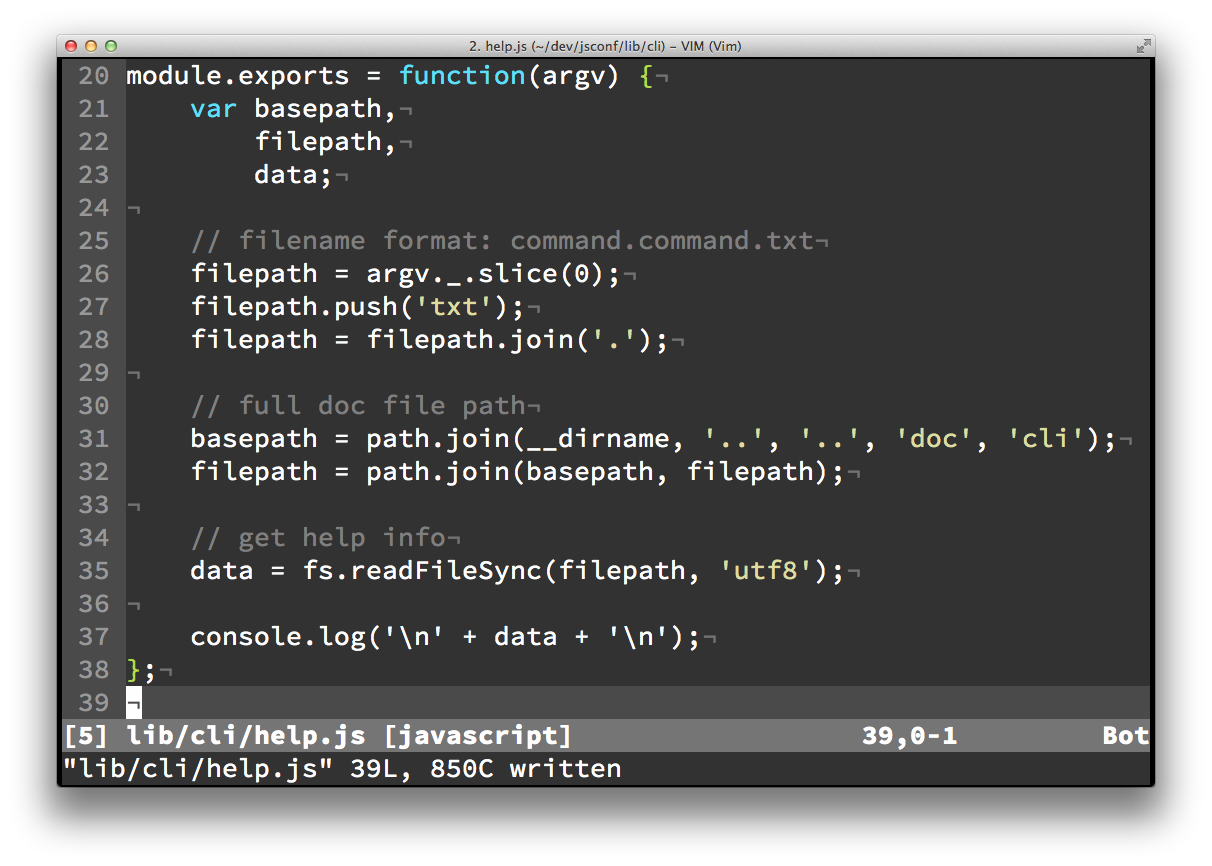 2. help.js (~/dev/jsconf/lib/cli) – VIM (Vim)
20 module.exports = function(argv) {¬
21     var basepath,¬
22         filepath,¬
23         data;¬
24 ¬
25     // filename format: command.command.txt¬
26     filepath = argv._.slice(0);¬
27     filepath.push('txt');¬
28     filepath = filepath.join('.');¬
29 ¬
30     // full doc file path¬
31     basepath = path.join(__dirname, '..', '..', 'doc', 'cli');¬
32     filepath = path.join(basepath, filepath);¬
33 ¬
34     // get help info¬
35     data = fs.readFileSync(filepath, 'utf8');¬
36 ¬
37     console.log('\n' + data + '\n');¬
38 };¬
39 ¬
[5] lib/cli/help.js [javascript] 39,0-1 Bot
"lib/cli/help.js" 39L, 850C written